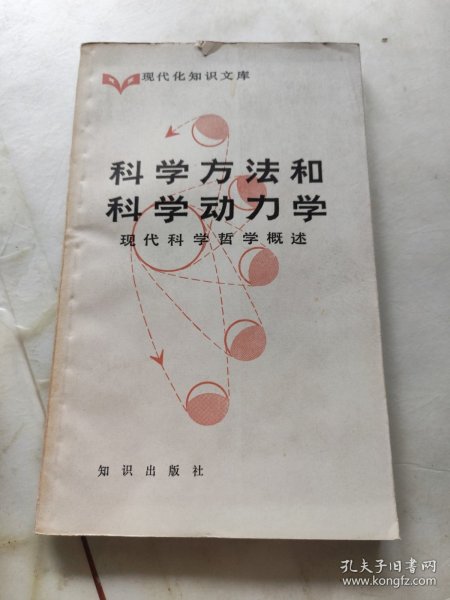 现代化知识文库
科学方法和
科学动力学
现代科学哲学概述
知识出版社
孔夫子旧书网
www.kongfz.com